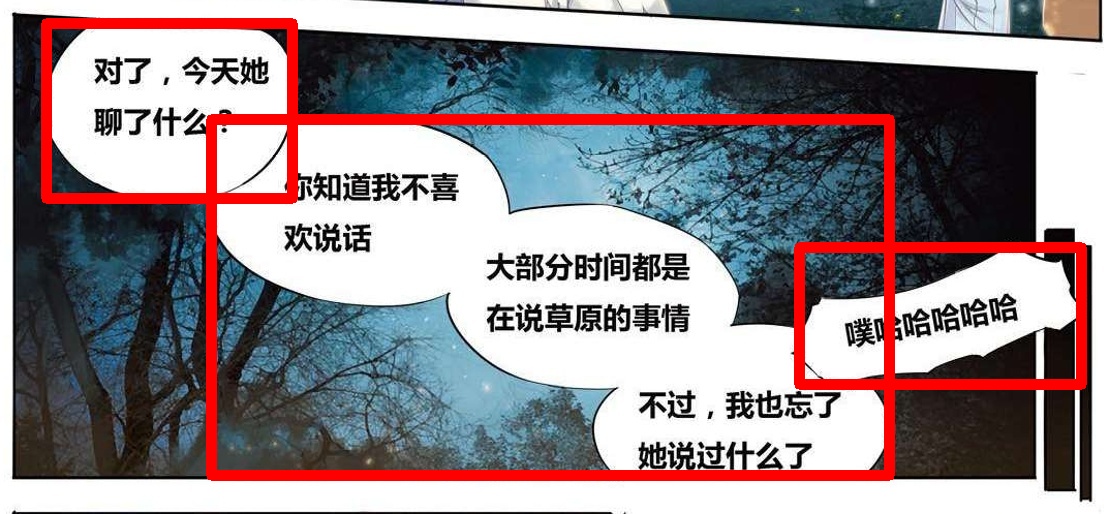 对了，今天她
聊了什么？
你知道我不喜
欢说话
大部分时间都是
在说草原的事情
不过，我也忘了
她说过什么了
噗哈哈哈哈哈